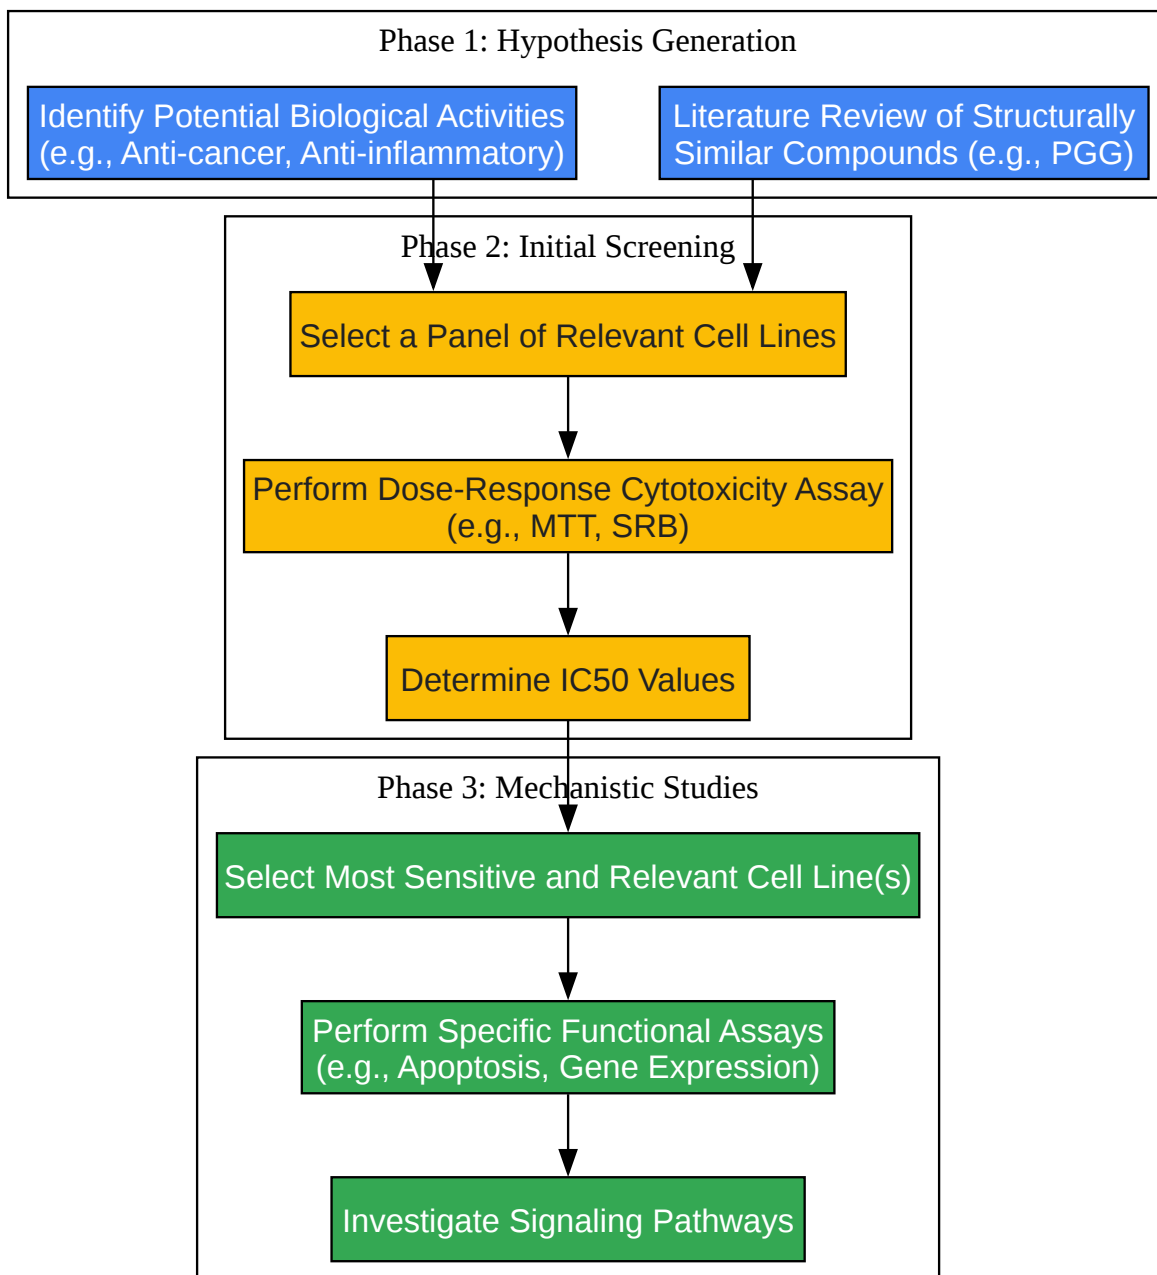 Phase 1: Hypothesis Generation
Identify Potential Biological Activities
(e.g., Anti-cancer, Anti-inflammatory)
Literature Review of Structurally
Similar Compounds (e.g., PGG)
Phase 2: Initial Screening
Select a Panel of Relevant Cell Lines
Perform Dose-Response Cytotoxicity Assay
(e.g., MTT, SRB)
Determine IC50 Values
Phase 3: Mechanistic Studies
Select Most Sensitive and Relevant Cell Line(s)
Perform Specific Functional Assays
(e.g., Apoptosis, Gene Expression)
Investigate Signaling Pathways